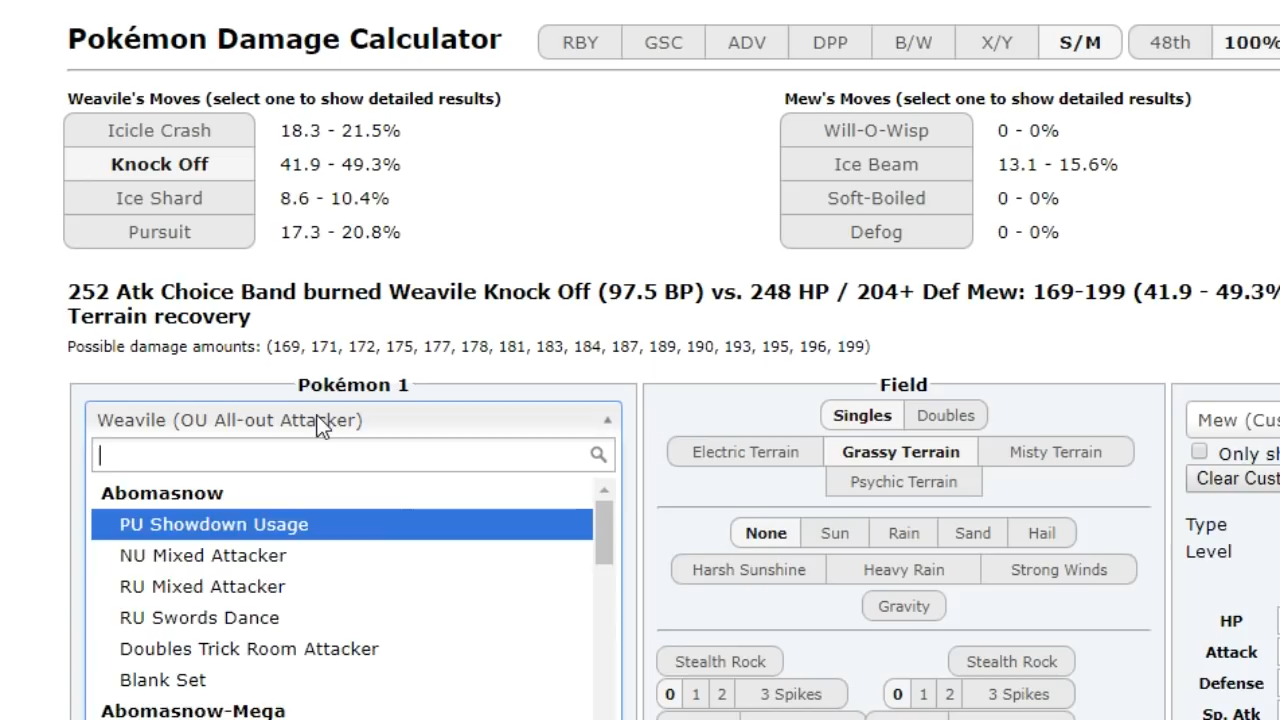 Pokémon Damage Calculator
RBY GSC ADV DPP B/W X/Y S/M 48th 100%
Weavile's Moves (select one to show detailed results)
Icicle Crash 18.3 - 21.5%
Knock Off 41.9 - 49.3%
Ice Shard 8.6 - 10.4%
Pursuit 17.3 - 20.8%
Mew's Moves (select one to show detailed results)
Will-O-Wisp 0 - 0%
Ice Beam 13.1 - 15.6%
Soft-Boiled 0 - 0%
Defog 0 - 0%
252 Atk Choice Band burned Weavile Knock Off (97.5 BP) vs. 248 HP / 204+ Def Mew: 169-199 (41.9 - 49.3%
Terrain recovery
Possible damage amounts: (169, 171, 172, 175, 177, 178, 181, 183, 184, 187, 189, 190, 193, 195, 196, 199)
Pokémon 1
Weavile (OU All-out Attacker)
Abomasnow
PU Showdown Usage
NU Mixed Attacker
RU Mixed Attacker
RU Swords Dance
Doubles Trick Room Attacker
Blank Set
Abomasnow-Mega
Field
Singles Doubles
Electric Terrain Grassy Terrain Misty Terrain
Psychic Terrain
None Sun Rain Sand Hail
Harsh Sunshine Heavy Rain Strong Winds
Gravity
Stealth Rock Stealth Rock
0 1 2 3 Spikes 0 1 2 3 Spikes
Mew (Cus
Only sh
Clear Cust
Type
Level
HP
Attack
Defense
Sp. Atk